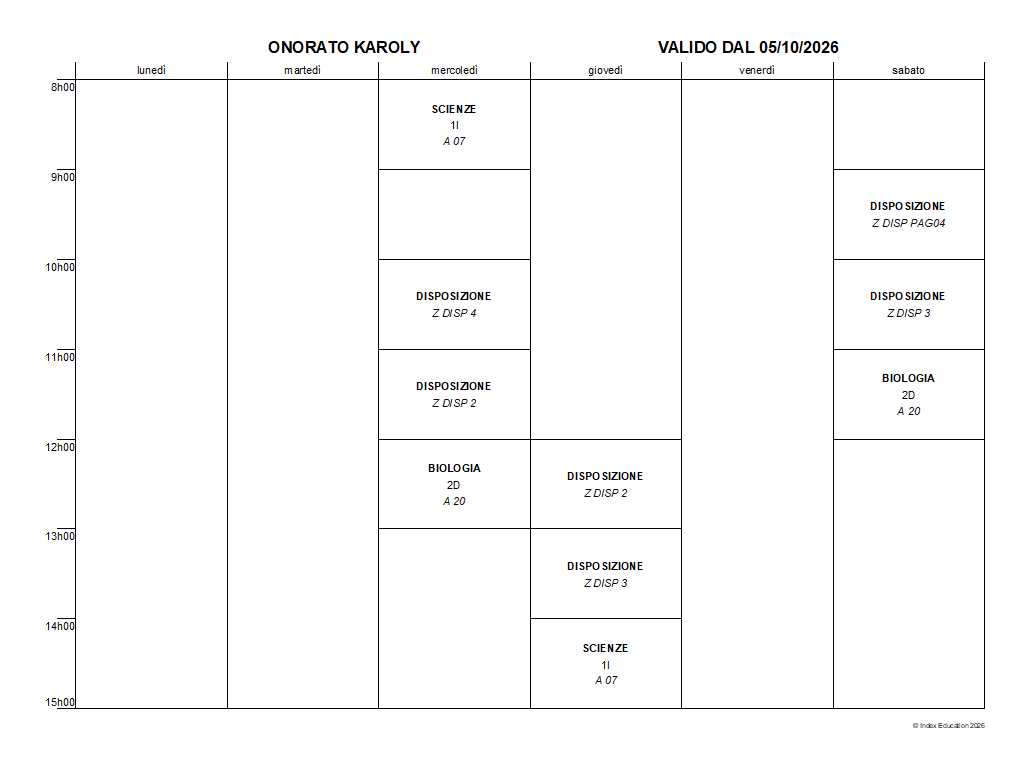 ONORATO KAROLY
VALIDO DAL 05/10/2026
lunedì martedì mercoledì giovedì venerdì sabato
8h00
SCIENZE
1I
A 07
9h00
DISPOSIZIONE
Z DISP PAG04
10h00
DISPOSIZIONE
Z DISP 4
DISPOSIZIONE
Z DISP 3
11h00
DISPOSIZIONE
Z DISP 2
BIOLOGIA
2D
A 20
12h00
BIOLOGIA
2D
A 20
DISPOSIZIONE
Z DISP 2
13h00
DISPOSIZIONE
Z DISP 3
14h00
SCIENZE
1I
A 07
15h00
© Index Education 2026